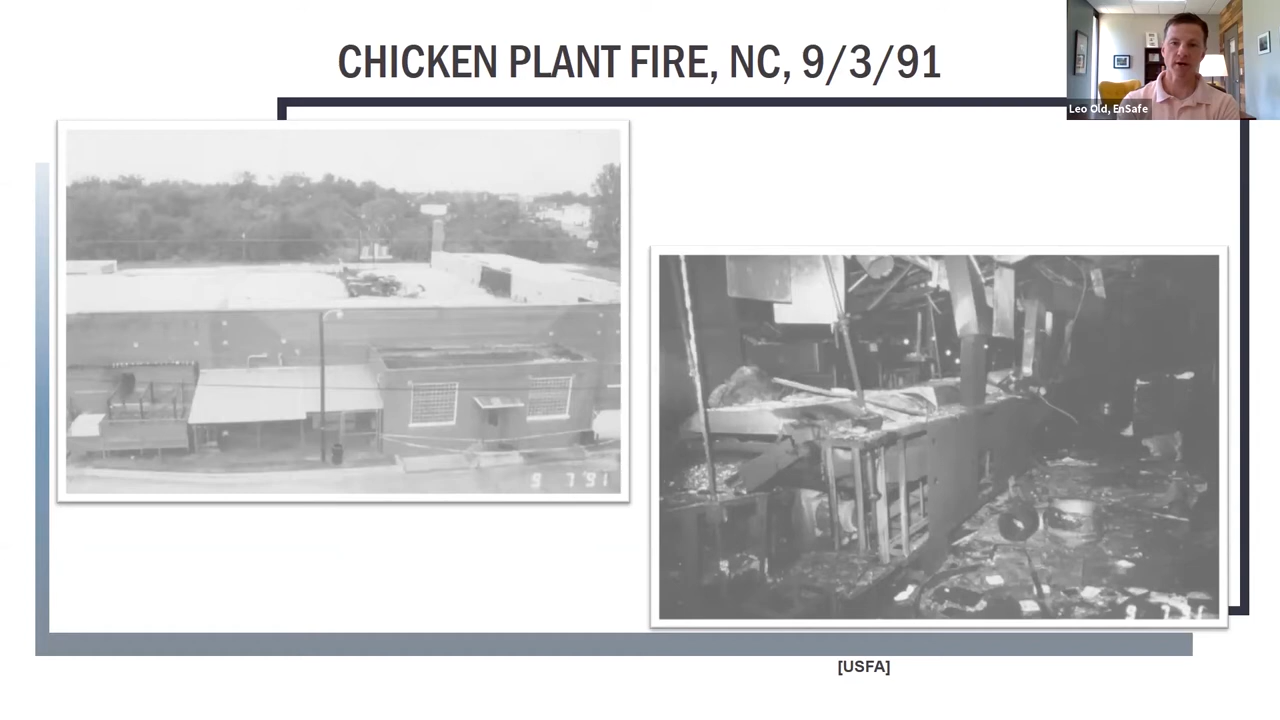 CHICKEN PLANT FIRE, NC, 9/3/91
Leo Old, EnSafe
9 7'91
[USFA]